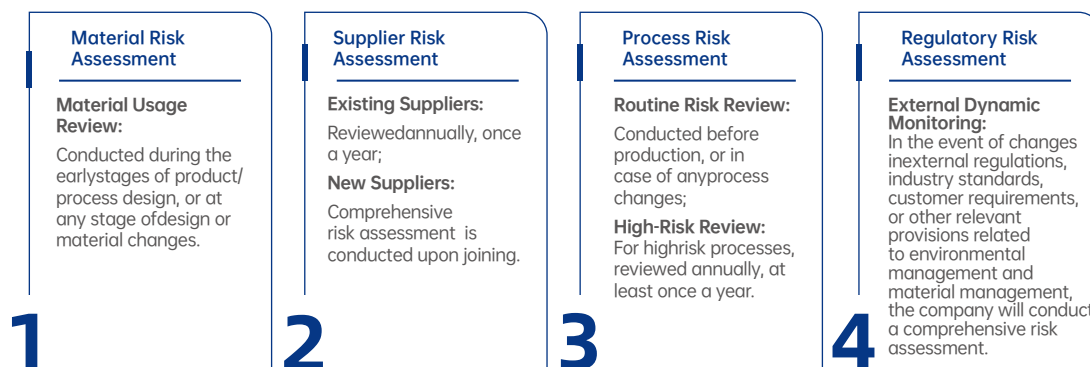 Material Risk
Assessment
Material Usage
Review:
Conducted during the
earlystages of product/
process design, or at
any stage ofdesign or
material changes.
1
Supplier Risk
Assessment
Existing Suppliers:
Reviewedannually, once
a year;
New Suppliers:
Comprehensive
risk assessment is
conducted upon joining.
2
Process Risk
Assessment
Routine Risk Review:
Conducted before
production, or in
case of anyprocess
changes;
High-Risk Review:
For highrisk processes,
reviewed annually, at
least once a year.
3
Regulatory Risk
Assessment
External Dynamic
Monitoring:
In the event of changes
inexternal regulations,
industry standards,
customer requirements,
or other relevant
provisions related
to environmental
management and
material management,
the company will conduct
a comprehensive risk
assessment.
4